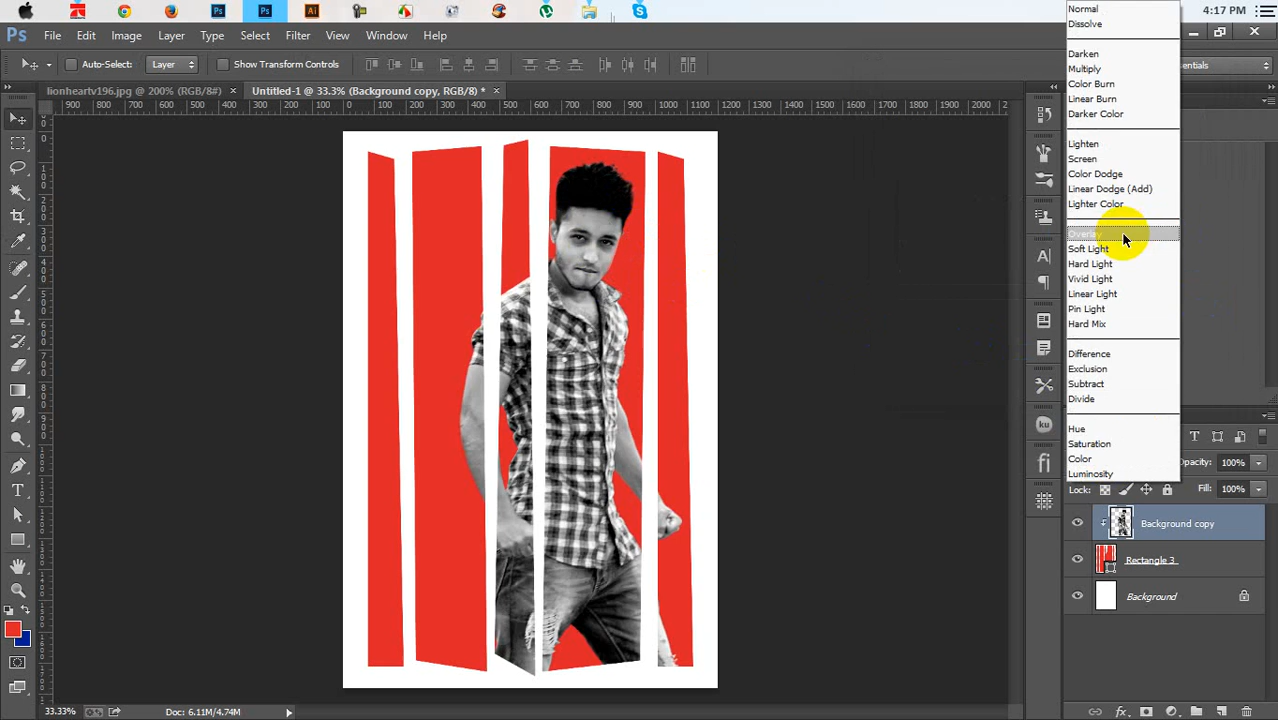 4:17 PM
Ps File Edit Image Layer Type Select Filter View Window Help
Auto-Select: Layer Show Transform Controls
lionheartv196.jpg @ 200% (RGB/8#) × Untitled-1 @ 33.3% (Background copy, RGB/8) * ×
900 800 700 600 500 400 300 200 100 0 100 200 300 400 500 600 700 800 900 1000 1100 1200 1300 1400 1500 1600 1700 1800 1900 2000 21
Normal
Dissolve
Darken
Multiply
Color Burn
Linear Burn
Darker Color
Lighten
Screen
Color Dodge
Linear Dodge (Add)
Lighter Color
Overlay
Soft Light
Hard Light
Vivid Light
Linear Light
Pin Light
Hard Mix
Difference
Exclusion
Subtract
Divide
Hue
Saturation
Color
Luminosity
sentials
ku
fi
Opacity: 100%
Lock: Fill: 100%
Background copy
Rectangle 3
Background
33.33% Doc: 6.11M/4.74M